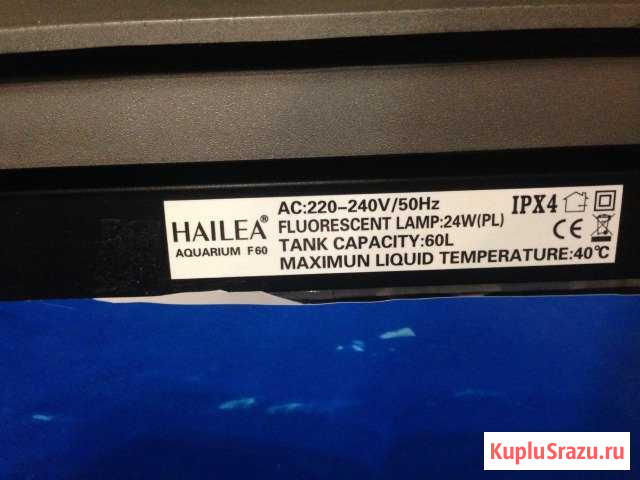 HAILEA®
AQUARIUM F60
AC:220-240V/50Hz
FLUORESCENT LAMP:24W(PL)
TANK CAPACITY:60L
MAXIMUN LIQUID TEMPERATURE:40℃
IPX4
CE
KupluSrazu.ru